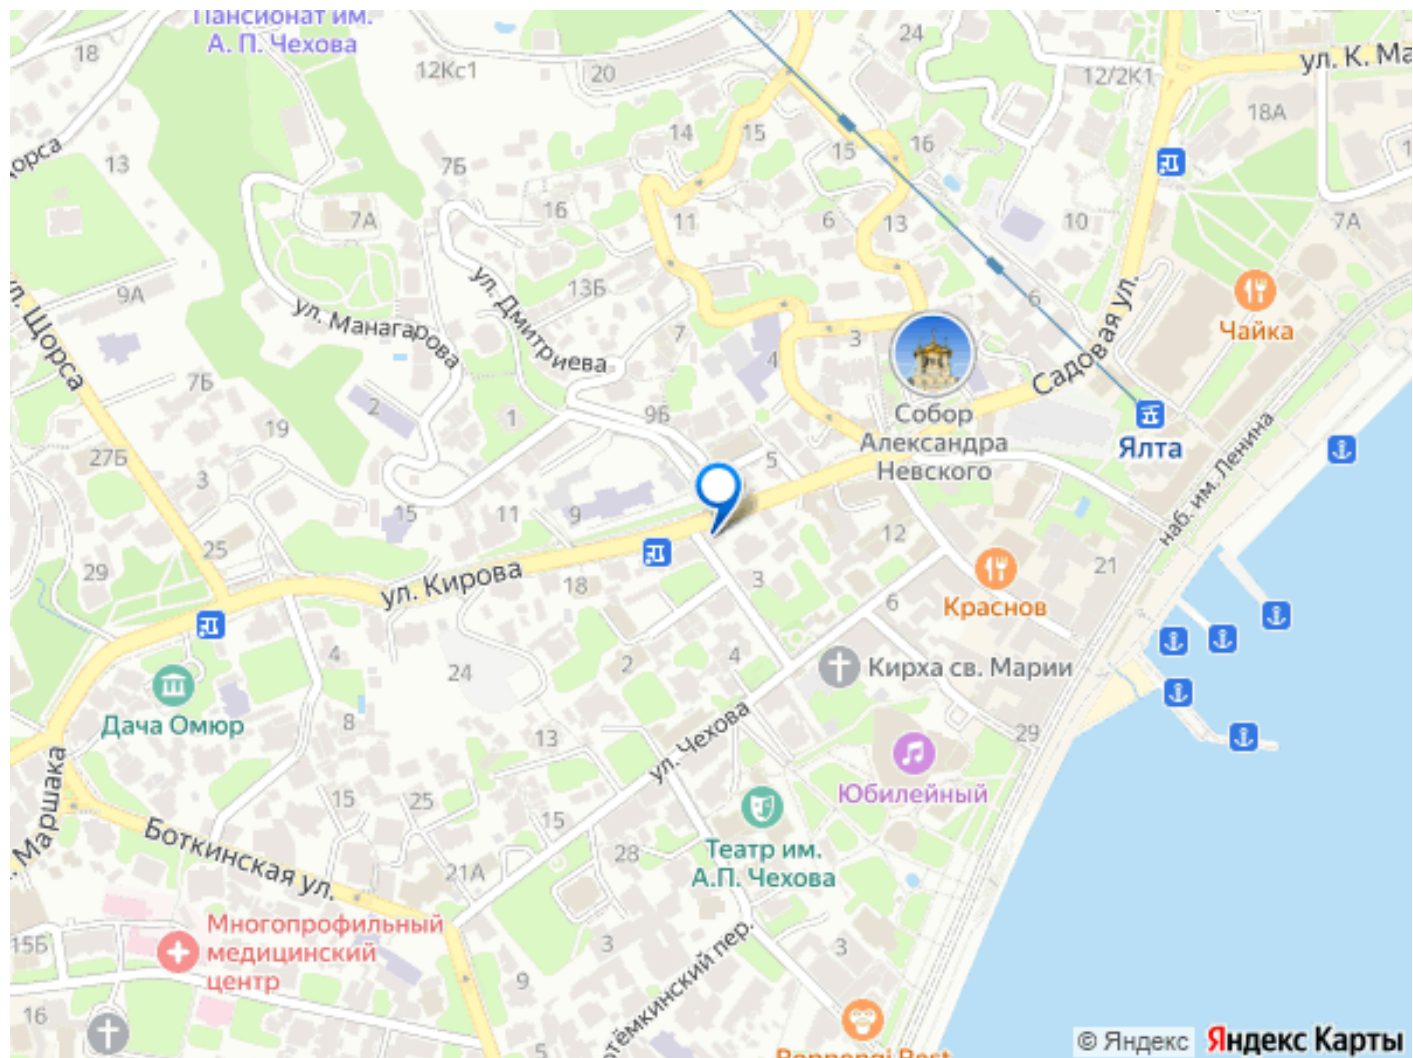 Пансионат им.
А. П. Чехова
18
12Кс1
20
24
12/2К1
ул. К. Ма
18А
13
7Б
14
15
15
16
7А
16
11
6
13
10
7А
9А
ул. Щорса
ул. Манагарова
ул. Дмитриева
13Б
7
4
3
6
Садовая ул.
Чайка
7Б
2
1
9Б
Собор
Александра
Невского
Ялта
наб. им. Ленина
19
27Б
3
5
15
11
9
12
25
29
ул. Кирова
18
3
21
6
Краснов
4
24
2
4
Кирха св. Марии
Дача Омюр
8
13
ул. Чехова
29
Юбилейный
ул. Маршака
15
25
15
Боткинская ул.
21А
28
Театр им.
А.П. Чехова
Многопрофильный
медицинский
центр
15Б
3
3
9
16
© Яндекс
Яндекс Карты